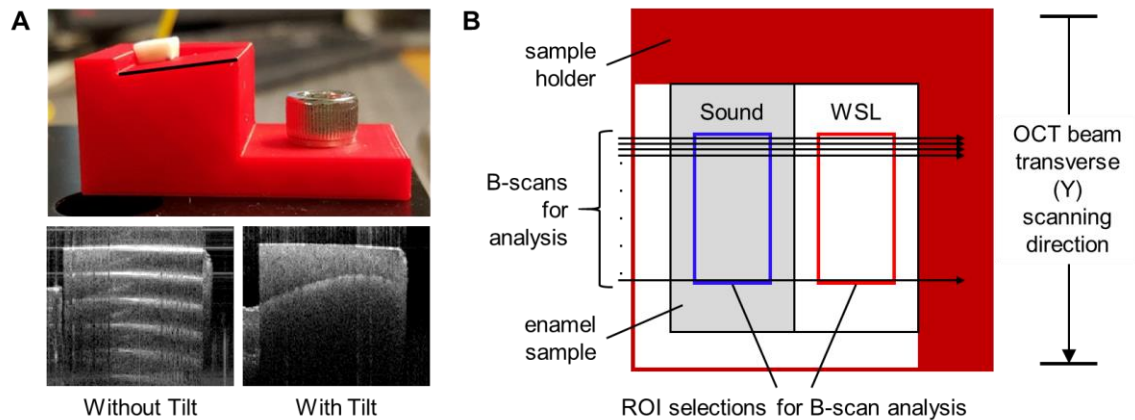 A
B
sample
holder
Sound
WSL
B-scans
for
analysis
OCT beam
transverse
(Y)
scanning
direction
enamel
sample
Without Tilt
With Tilt
ROI selections for B-scan analysis